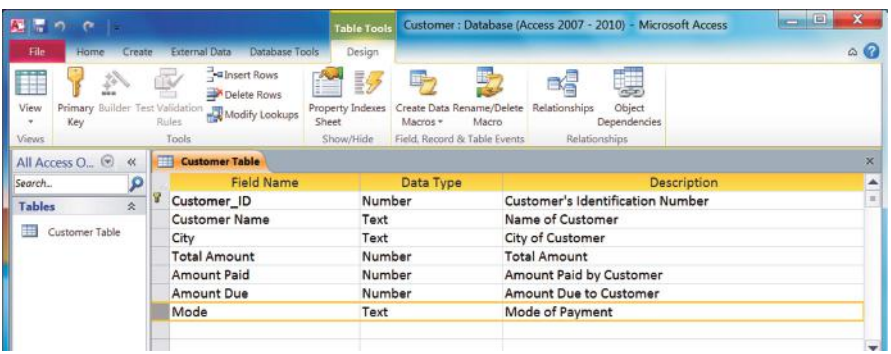 Table Tools
Customer : Database (Access 2007 - 2010) - Microsoft Access
File Home Create External Data Database Tools Design
View
Primary Key
Builder
Test Validation Rules
Insert Rows
Delete Rows
Modify Lookups
Property Sheet
Indexes
Create Data Macros
Rename/Delete Macro
Relationships
Object Dependencies
Views Tools Show/Hide Field, Record & Table Events Relationships
All Access O...
Customer Table
Search..
Tables
Customer Table
Field Name Data Type Description
Customer_ID Number Customer's Identification Number
Customer Name Text Name of Customer
City Text City of Customer
Total Amount Number Total Amount
Amount Paid Number Amount Paid by Customer
Amount Due Number Amount Due to Customer
Mode Text Mode of Payment